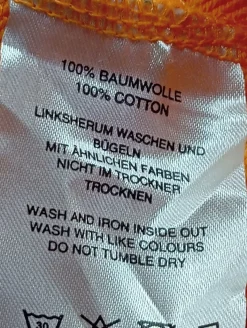 100% BAUMWOLLE
100% COTTON
LINKSHERUM WASCHEN UND
BÜGELN
MIT ÄHNLICHEN FARBEN
NICHT IM TROCKNER
TROCKNEN
WASH AND IRON INSIDE OUT
WASH WITH LIKE COLOURS
DO NOT TUMBLE DRY
30